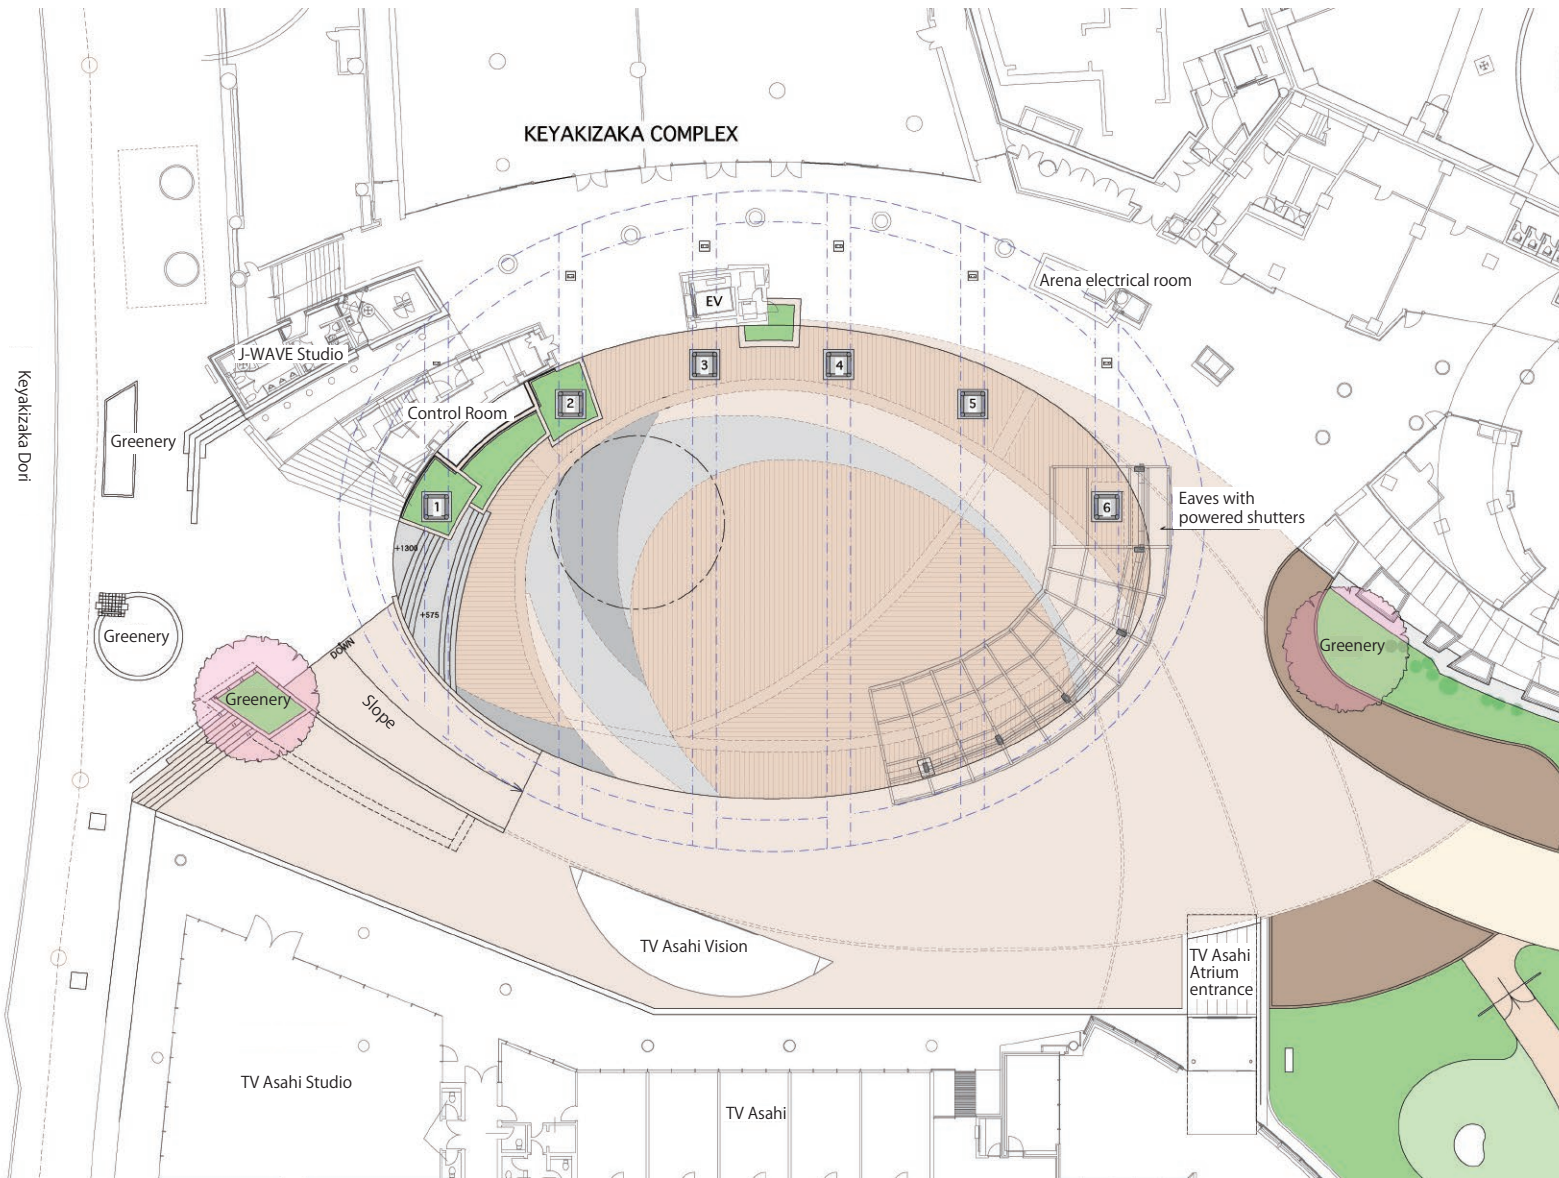 KEYAKIZAKA COMPLEX
Arena electrical room
EV
J-WAVE Studio
3
4
Keyakizaka Dori
2
5
Control Room
Greenery
1
6
Eaves with
powered shutters
+1300
+575
Greenery
DOWN
Greenery
Greenery
Slope
TV Asahi Vision
TV Asahi
Atrium
entrance
TV Asahi Studio
TV Asahi